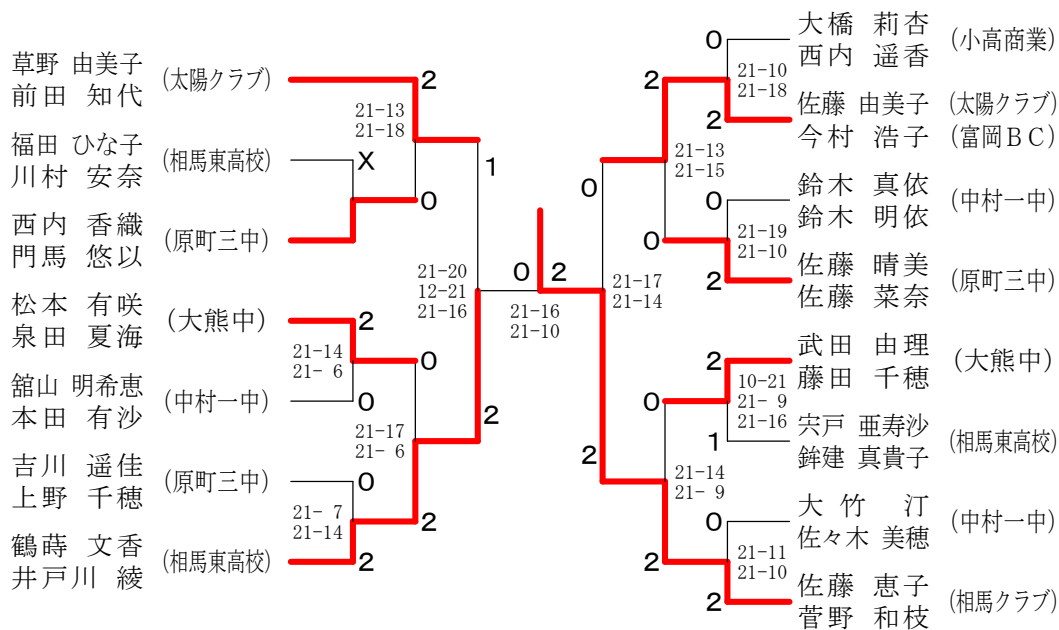 草野 由美子
前田 知代
(太陽クラブ)
2
21-13
21-18
福田 ひな子
川村 安奈
(相馬東高校)
X
0
西内 香織
門馬 悠以
(原町三中)
1
21-20
12-21
21-16
松本 有咲
泉田 夏海
(大熊中)
2
21-14
21- 6
0
舘山 明希恵
本田 有沙
(中村一中)
0
21-17
21- 6
2
吉川 遥佳
上野 千穂
(原町三中)
0
21- 7
21-14
2
鶴蒔 文香
井戸川 綾
(相馬東高校)
2
0
2
21-16
21-10
大橋 莉杏
西内 遥香
(小高商業)
0
21-10
21-18
2
佐藤 由美子
今村 浩子
(太陽クラブ)
(富岡BC)
2
21-13
21-15
0
鈴木 真依
鈴木 明依
(中村一中)
0
21-19
21-10
0
佐藤 晴美
佐藤 菜奈
(原町三中)
2
21-17
21-14
武田 由理
藤田 千穂
(大熊中)
2
10-21
21- 9
21-16
0
宍戸 亜寿沙
鉾建 真貴子
(相馬東高校)
1
2
21-14
21- 9
大竹 汀
佐々木 美穂
(中村一中)
0
21-11
21-10
2
佐藤 恵子
菅野 和枝
(相馬クラブ)
2